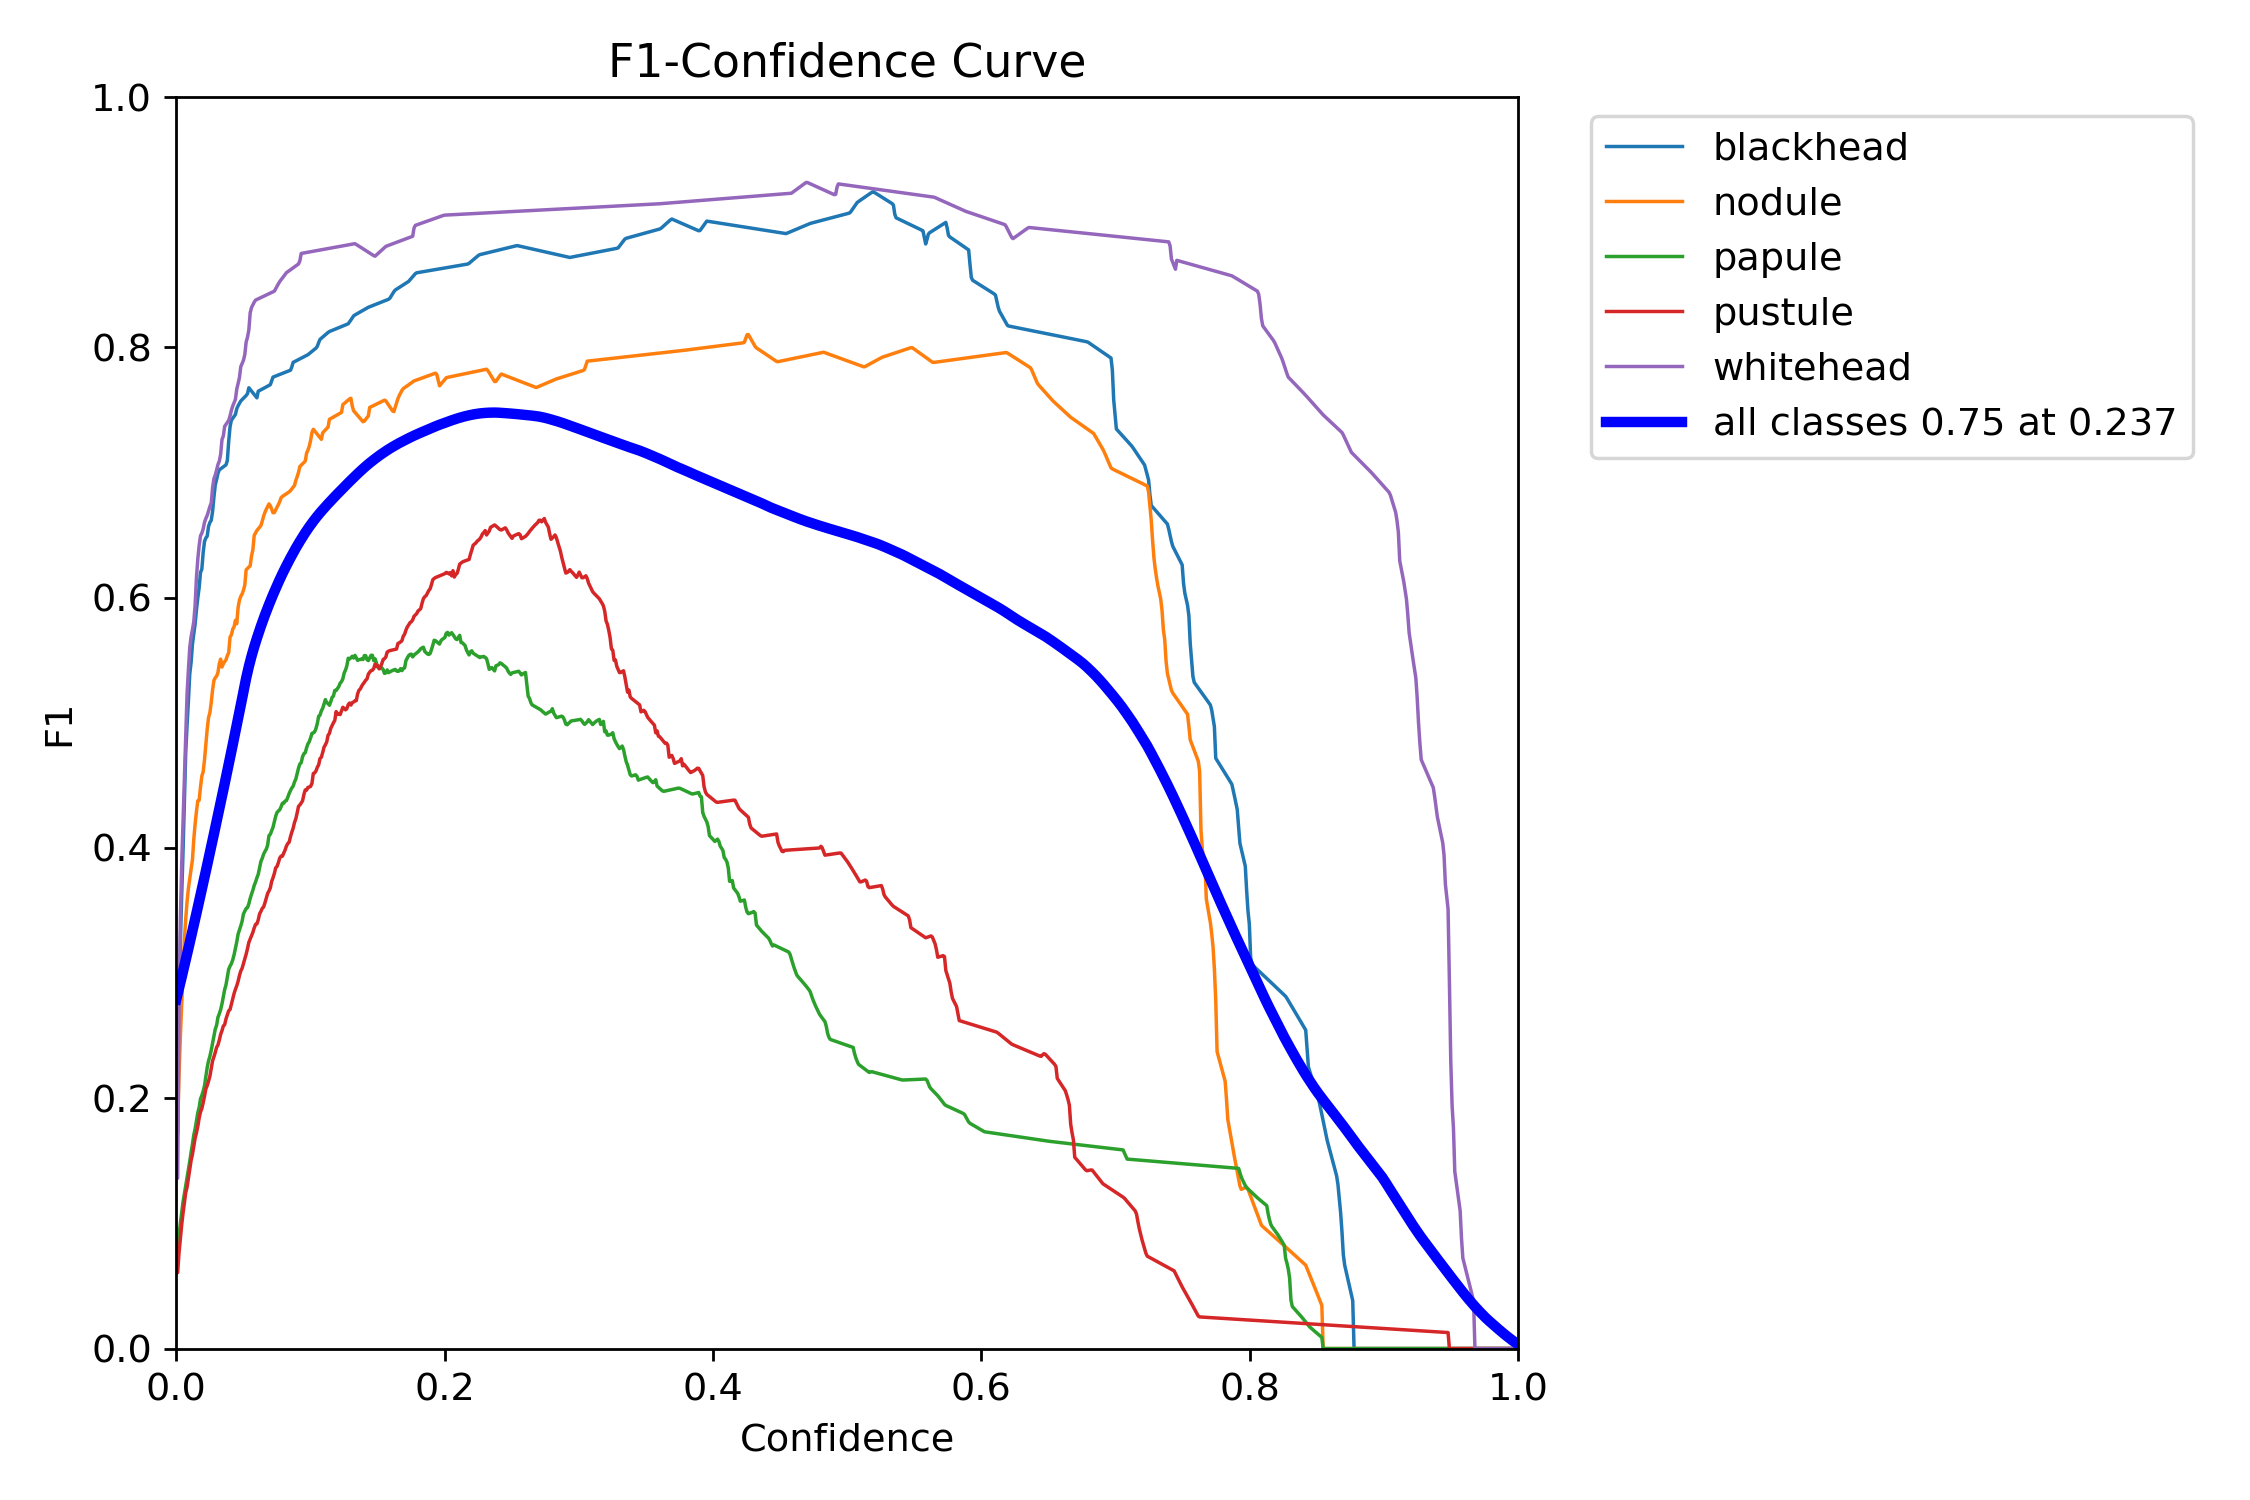 F1-Confidence Curve
1.0
0.8
0.6
0.4
0.2
0.0
F1
0.0 0.2 0.4 0.6 0.8 1.0
Confidence
blackhead
nodule
papule
pustule
whitehead
all classes 0.75 at 0.237